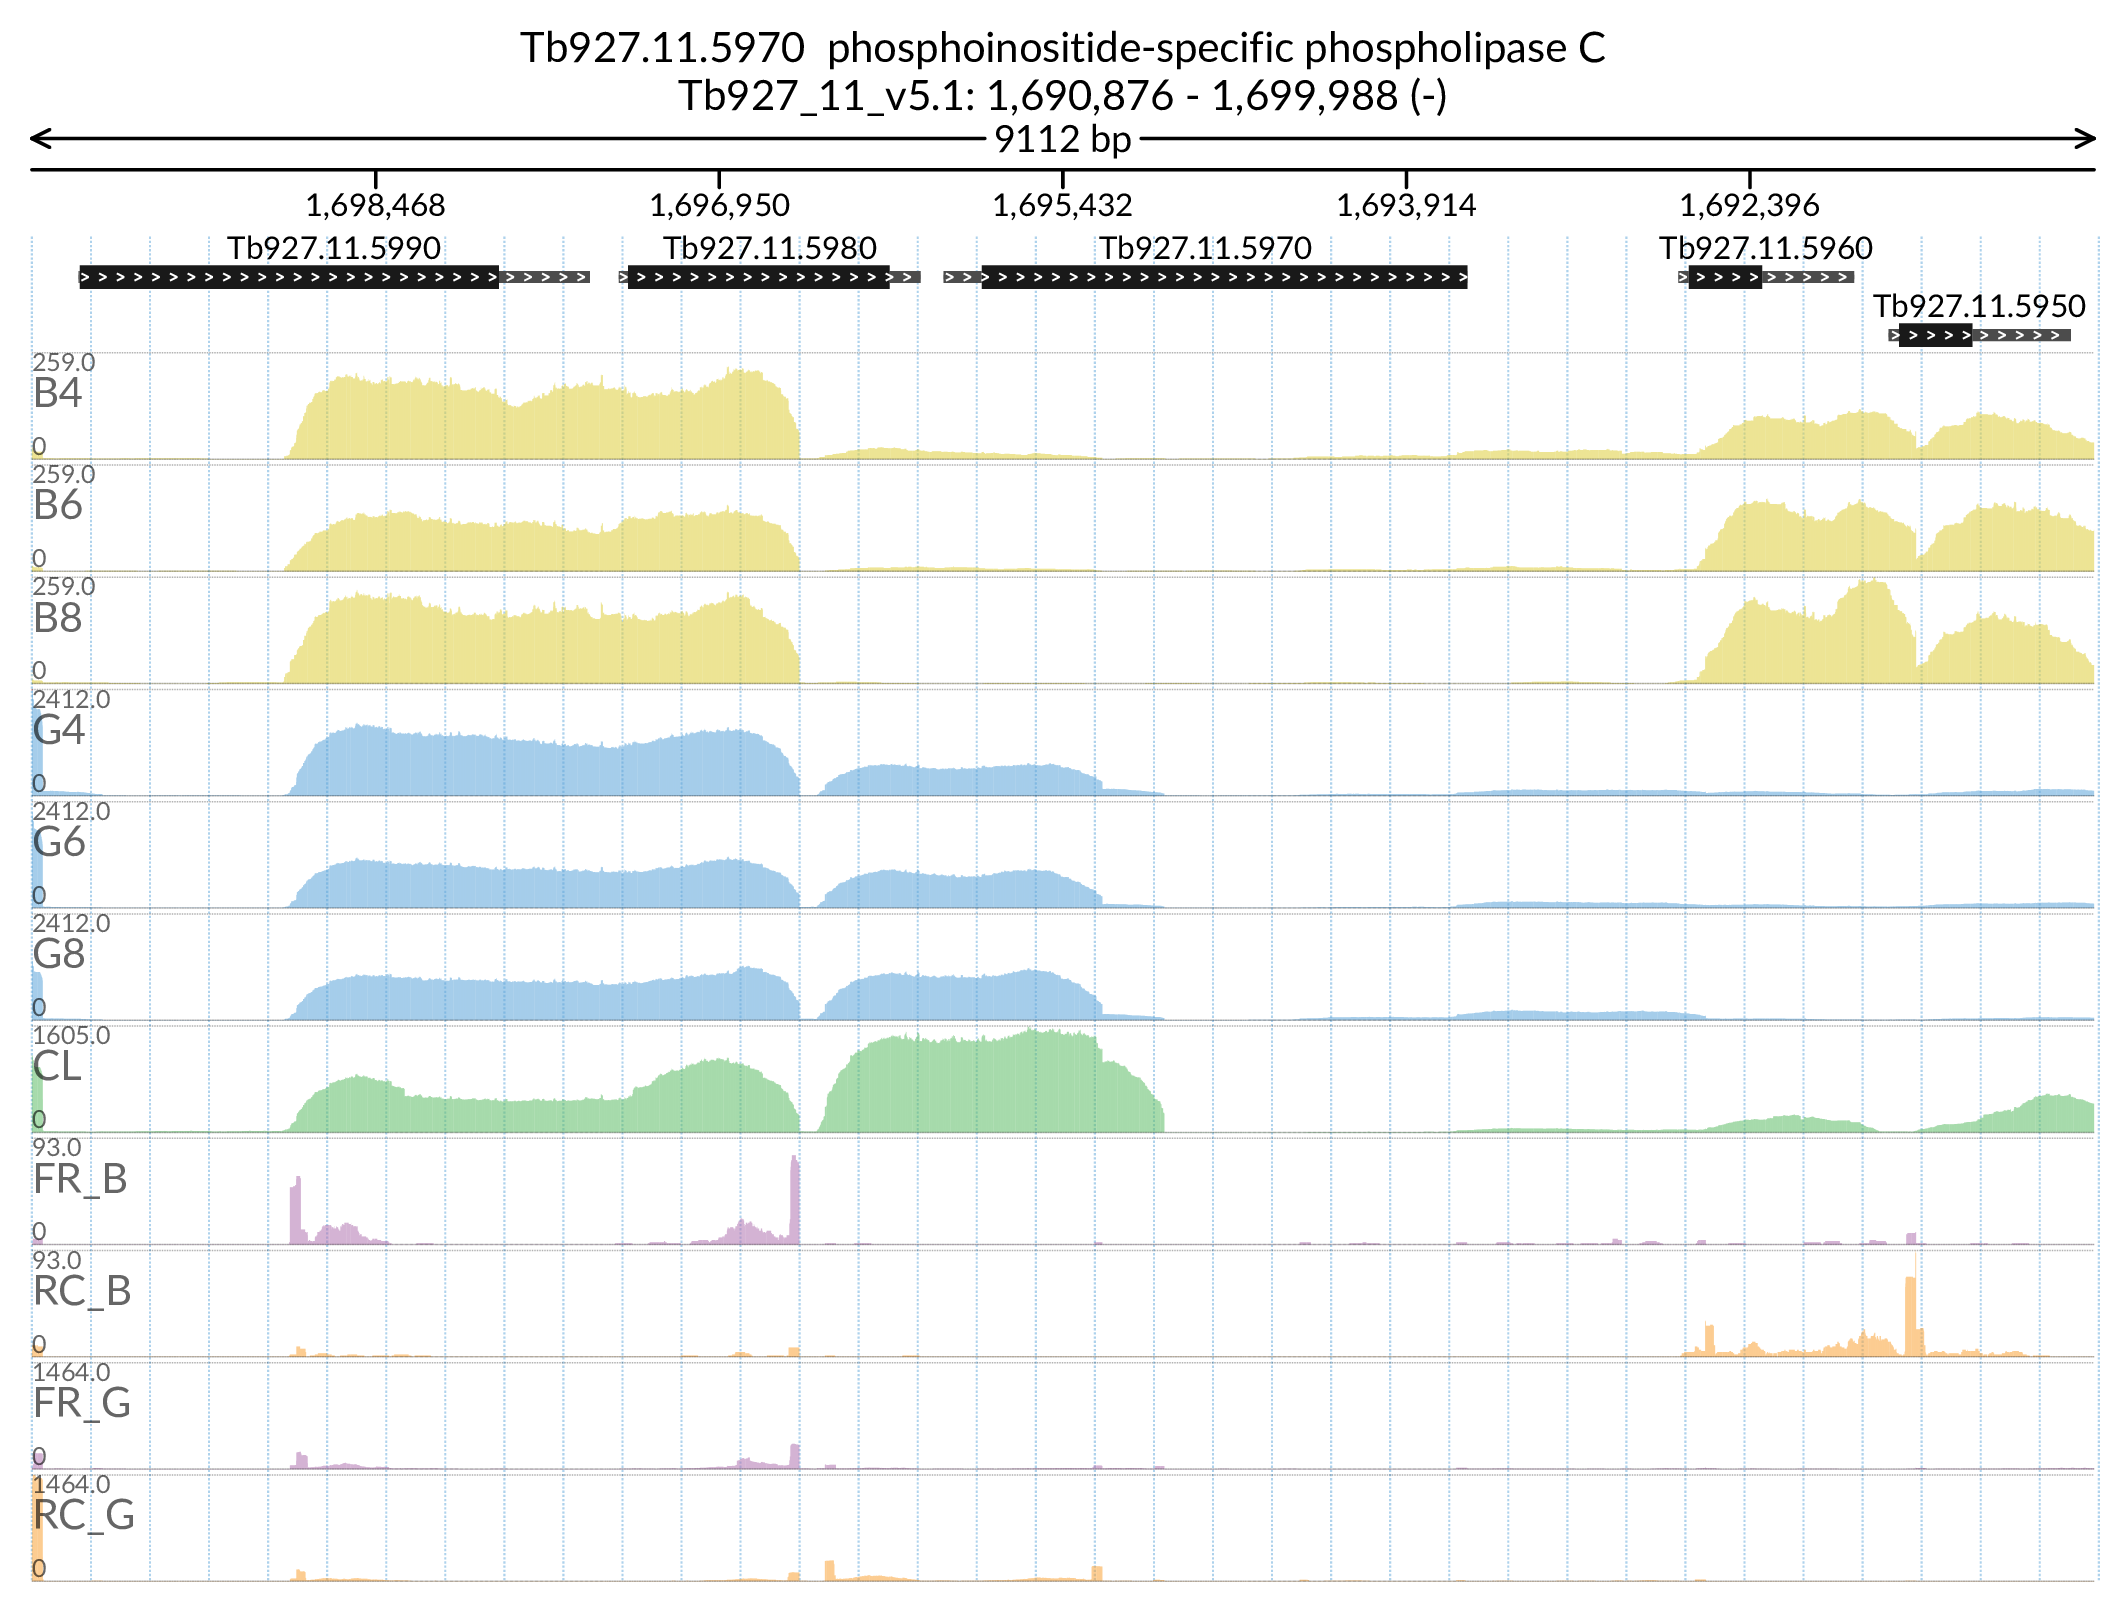 Tb927.11.5970  phosphoinositide-specific phospholipase C
Tb927_11_v5.1: 1,690,876 - 1,699,988 (-)
9112 bp
1,698,468 1,696,950 1,695,432 1,693,914 1,692,396
Tb927.11.5990 Tb927.11.5980 Tb927.11.5970 Tb927.11.5960
Tb927.11.5950
259.0
B4
0
259.0
B6
0
259.0
B8
0
2412.0
G4
0
2412.0
G6
0
2412.0
G8
0
1605.0
CL
0
93.0
FR_B
0
93.0
RC_B
0
1464.0
FR_G
0
1464.0
RC_G
0